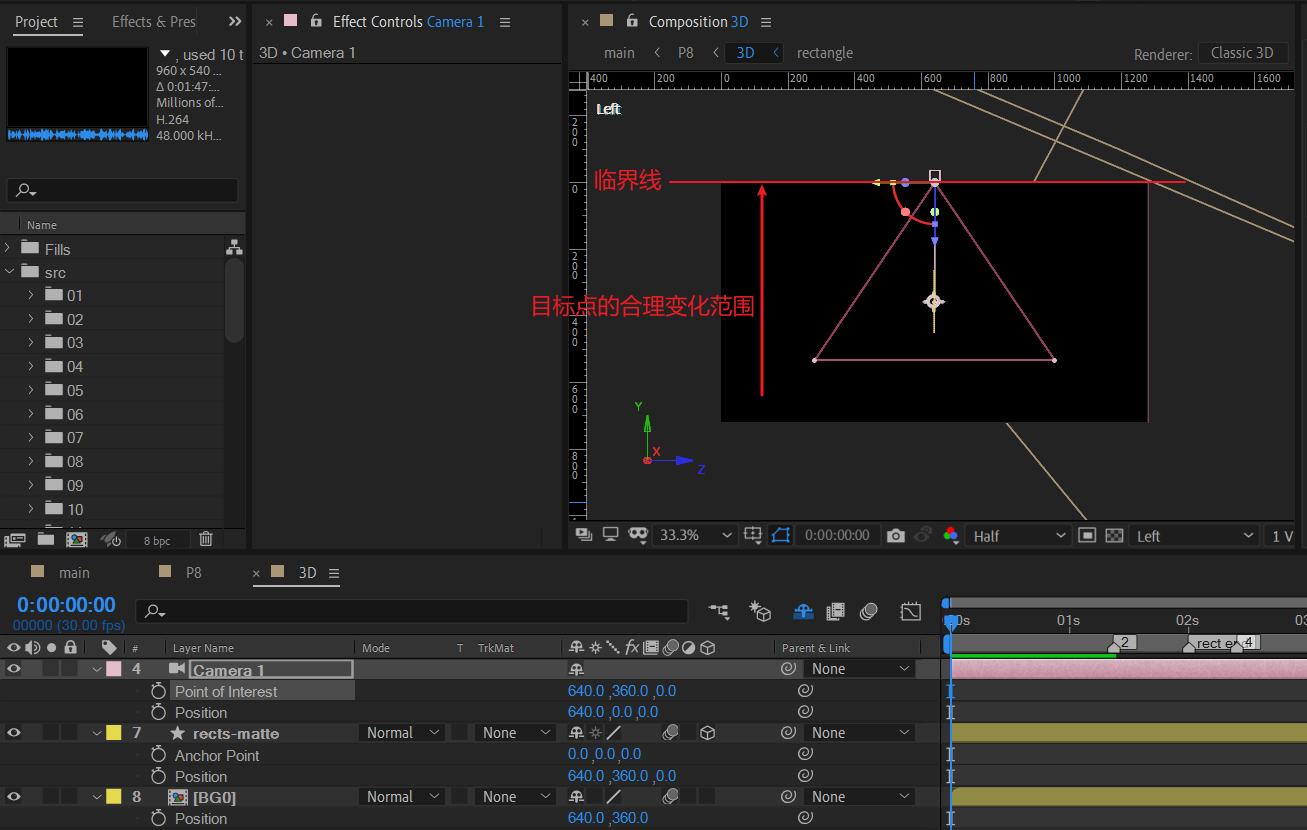 Project
Effects & Pres
Effect Controls Camera 1
Composition 3D
, used 10 t
960 x 540 ...
Δ 0:01:47:...
Millions of...
H.264
48.000 kH...
3D • Camera 1
main
P8
3D
rectangle
Renderer:
Classic 3D
400
200
0
200
400
600
800
1000
1200
1400
1600
Left
200
0
200
400
600
800
临界线
目标点的合理变化范围
Y
X
Z
Name
Fills
src
01
02
03
04
05
06
07
08
09
10
8 bpc
33.3%
0:00:00:00
Half
Left
1 V
main
P8
3D
0:00:00:00
00000 (30.00 fps)
0s
01s
02s
03
2
rect e
4
#
Layer Name
Mode
T
TrkMat
fx
Parent & Link
4
Camera 1
None
Point of Interest
640.0 ,360.0 ,0.0
Position
640.0 ,0.0 ,0.0
7
rects-matte
Normal
None
None
Anchor Point
0.0 ,0.0 ,0.0
Position
640.0 ,360.0 ,0.0
8
[BG0]
Normal
None
None
Position
640.0 ,360.0